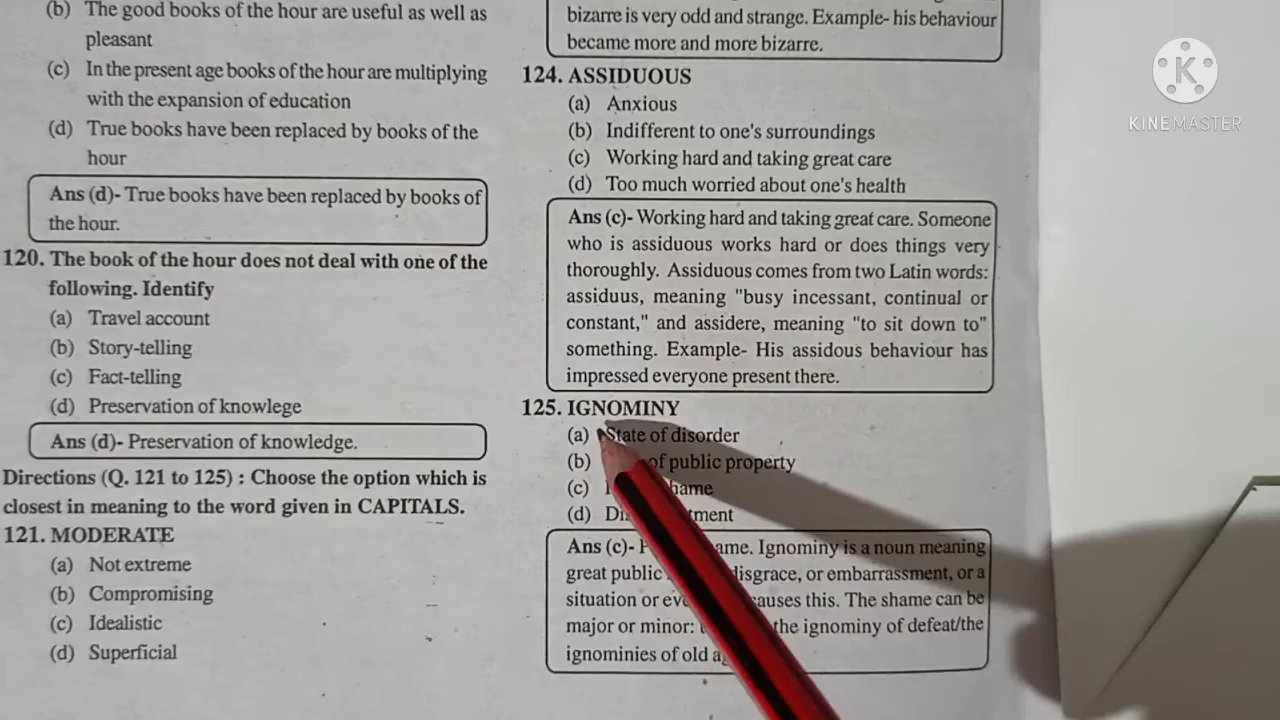 (b) The good books of the hour are useful as well as
pleasant
(c) In the present age books of the hour are multiplying
with the expansion of education
(d) True books have been replaced by books of the
hour
Ans (d)- True books have been replaced by books of
the hour.
120. The book of the hour does not deal with one of the
following. Identify
(a) Travel account
(b) Story-telling
(c) Fact-telling
(d) Preservation of knowlege
Ans (d)- Preservation of knowledge.
Directions (Q. 121 to 125) : Choose the option which is
closest in meaning to the word given in CAPITALS.
121. MODERATE
(a) Not extreme
(b) Compromising
(c) Idealistic
(d) Superficial
bizarre is very odd and strange. Example- his behaviour
became more and more bizarre.
124. ASSIDUOUS
(a) Anxious
(b) Indifferent to one's surroundings
(c) Working hard and taking great care
(d) Too much worried about one's health
Ans (c)- Working hard and taking great care. Someone
who is assiduous works hard or does things very
thoroughly. Assiduous comes from two Latin words:
assiduus, meaning "busy incessant, continual or
constant," and assidere, meaning "to sit down to"
something. Example- His assidous behaviour has
impressed everyone present there.
125. IGNOMINY
(a) State of disorder
(b) of public property
(c)
(d)
Ans (c)- Ignominy is a noun meaning
great public disgrace, or embarrassment, or a
situation or causes this. The shame can be
major or minor: the ignominy of defeat/the
ignominies of old
KINEMASTER